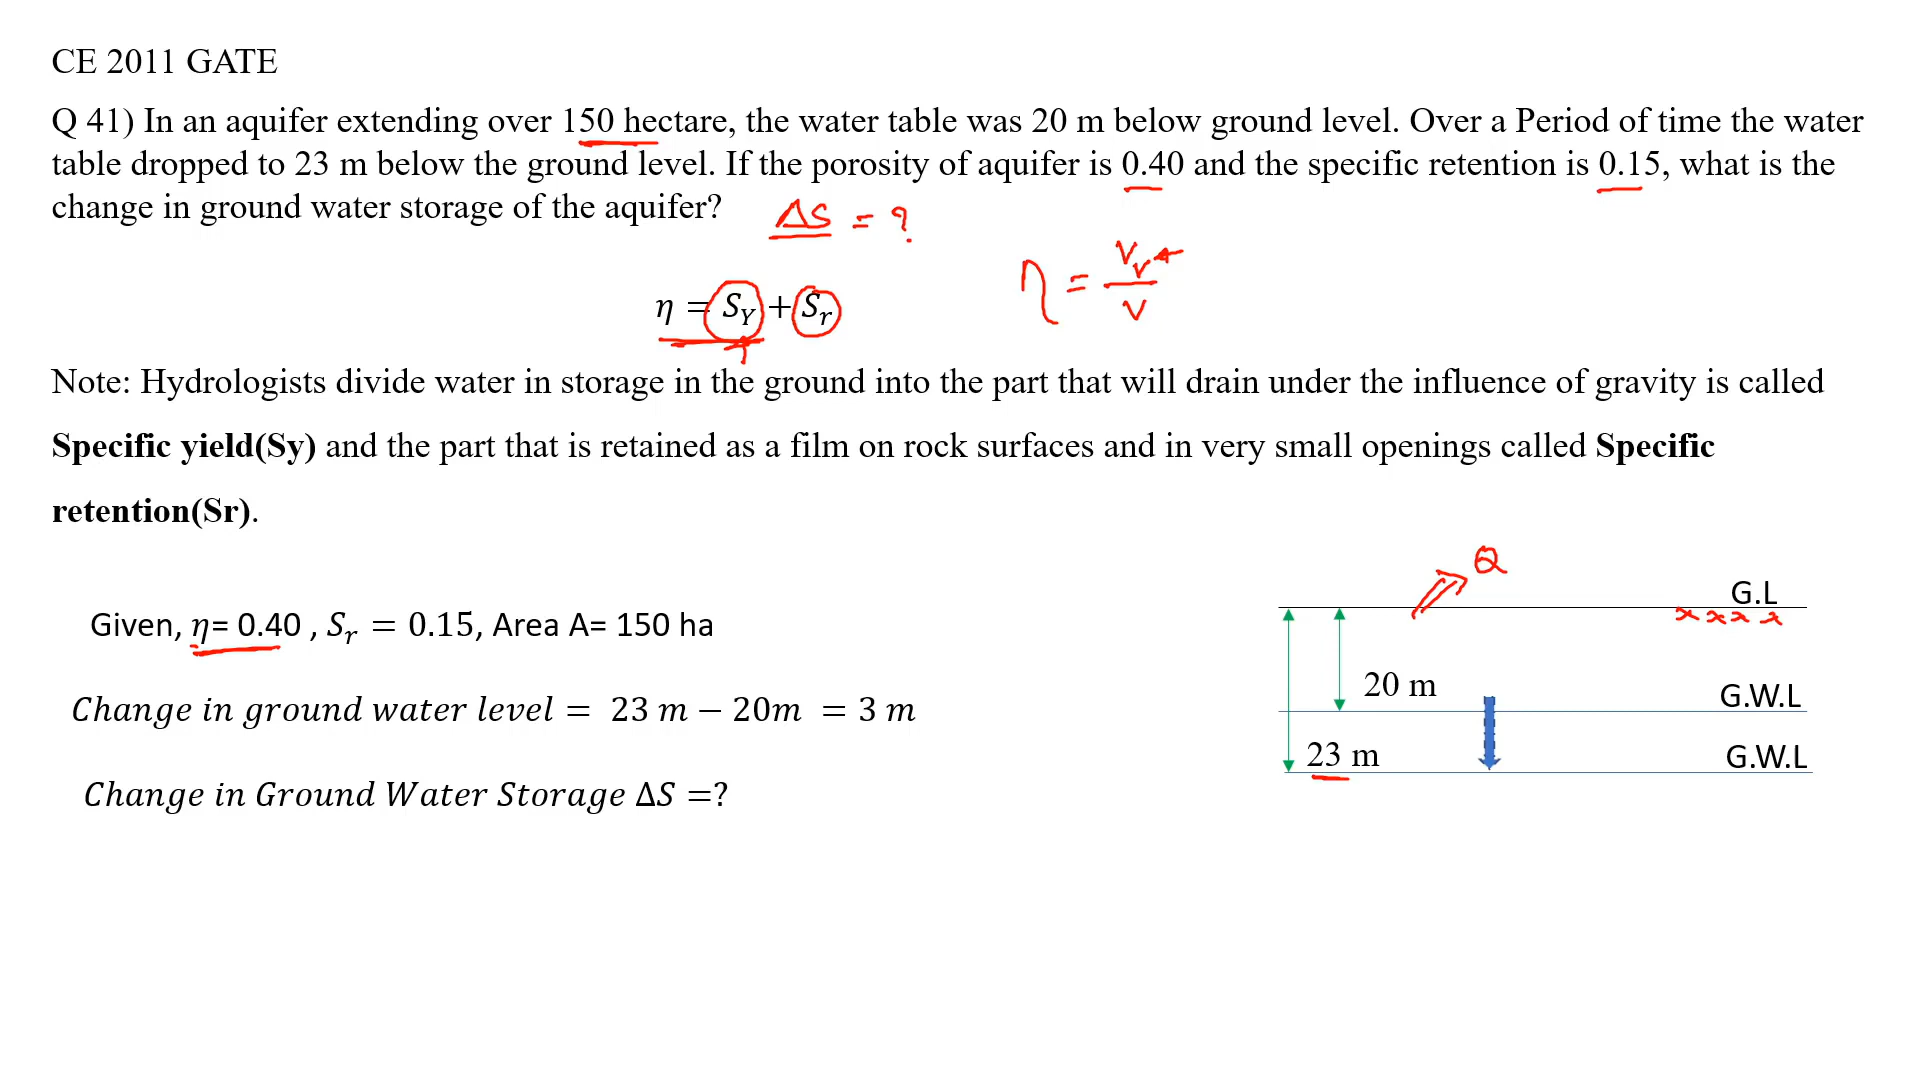 CE 2011 GATE
Q 41) In an aquifer extending over 150 hectare, the water table was 20 m below ground level. Over a Period of time the water
table dropped to 23 m below the ground level. If the porosity of aquifer is 0.40 and the specific retention is 0.15, what is the
change in ground water storage of the aquifer?
ΔS = ?
η = S_Y + S_r
η = V_v / V
Note: Hydrologists divide water in storage in the ground into the part that will drain under the influence of gravity is called
Specific yield(Sy) and the part that is retained as a film on rock surfaces and in very small openings called Specific
retention(Sr).
Given, η= 0.40 , S_r = 0.15, Area A= 150 ha
Change in ground water level = 23 m − 20m = 3 m
Change in Ground Water Storage ΔS =?
Q
G.L
20 m
G.W.L
23 m
G.W.L